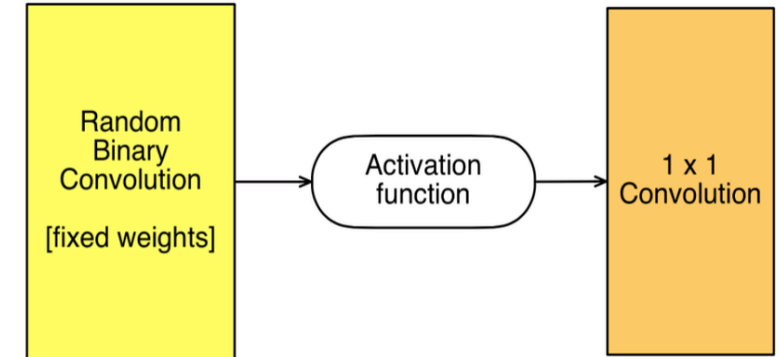 Random
Binary
Convolution
[fixed weights]
Activation
function
1 x 1
Convolution